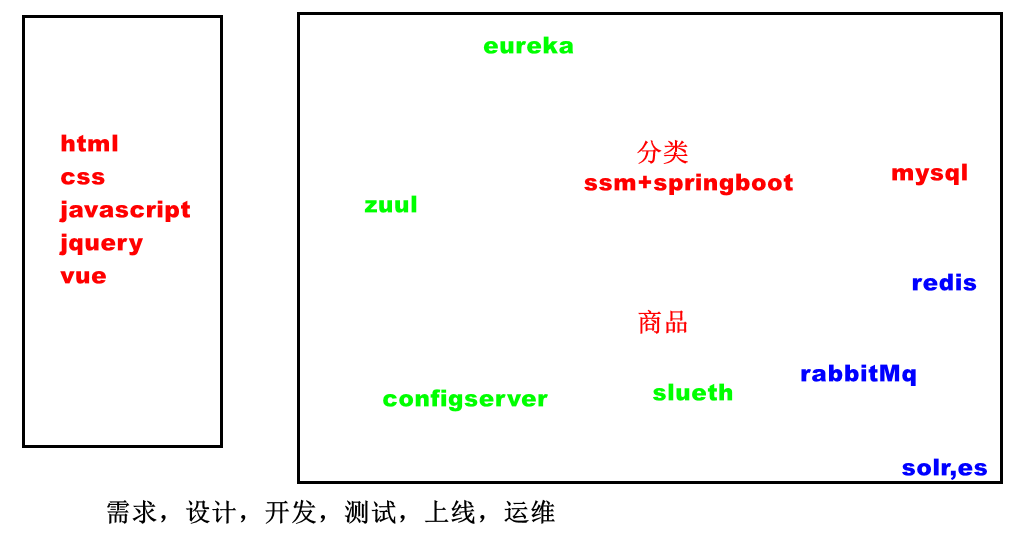 html
css
javascript
jquery
vue
eureka
分类
ssm+springboot
mysql
zuul
redis
商品
rabbitMq
configserver
slueth
solr,es
需求，设计，开发，测试，上线，运维